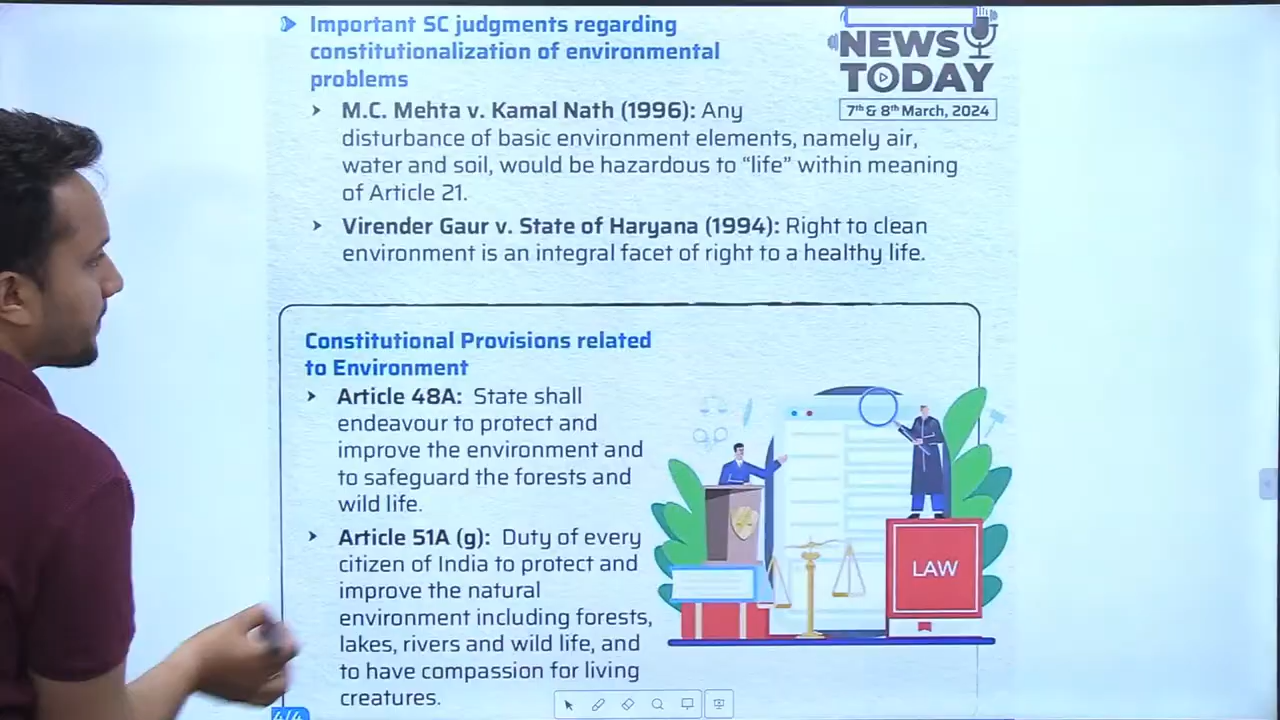 Important SC judgments regarding
constitutionalization of environmental
problems
NEWS
TODAY
7th & 8th March, 2024
M.C. Mehta v. Kamal Nath (1996): Any
disturbance of basic environment elements, namely air,
water and soil, would be hazardous to “life” within meaning
of Article 21.
Virender Gaur v. State of Haryana (1994): Right to clean
environment is an integral facet of right to a healthy life.
Constitutional Provisions related
to Environment
Article 48A: State shall
endeavour to protect and
improve the environment and
to safeguard the forests and
wild life.
Article 51A (g): Duty of every
citizen of India to protect and
improve the natural
environment including forests,
lakes, rivers and wild life, and
to have compassion for living
creatures.
LAW
4/4